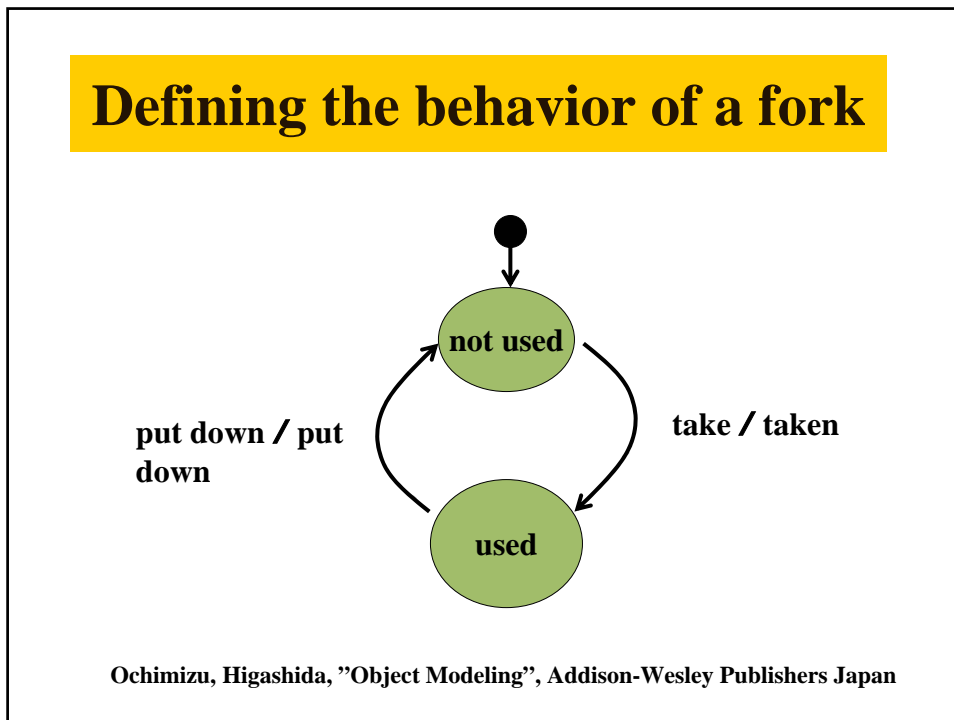 Defining the behavior of a fork
not used
put down / put
down
take / taken
used
Ochimizu, Higashida, ”Object Modeling”, Addison-Wesley Publishers Japan